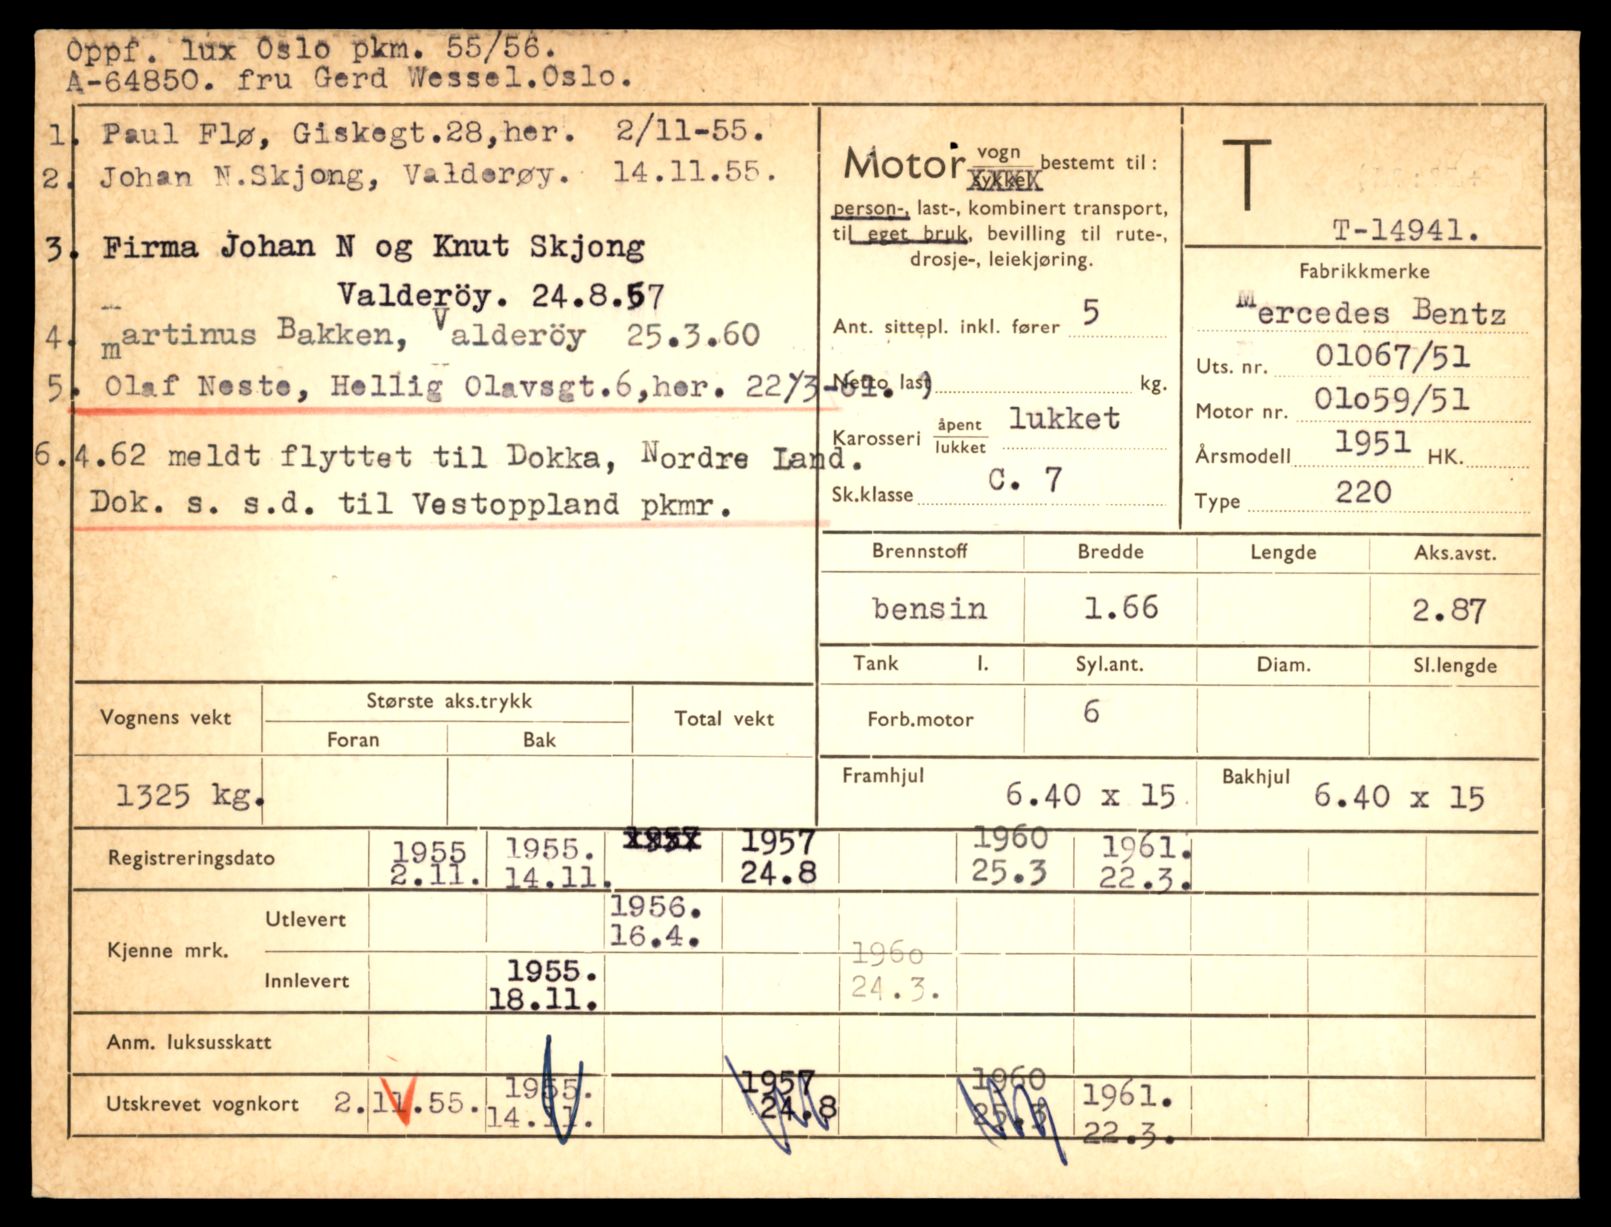 Oppf. lux Oslo pkm. 55/56.
A-64850. fru Gerd Wessel.Oslo.
1. Paul Flø, Giskegt.28,her. 2/11-55.
2. Johan N.Skjong, Valderøy. 14.11.55.
3. Firma Johan N og Knut Skjong
Valderöy. 24.8.57
4. martinus Bakken, Valderöy 25.3.60
5. Olaf Neste, Hellig Olavsgt.6,her. 22/3-61.
6.4.62 meldt flyttet til Dokka, Nordre Land.
Dok. s. s.d. til Vestoppland pkmr.
Motor vogn bestemt til:
sykkel
person-, last-, kombinert transport,
til eget bruk, bevilling til rute-,
drosje-, leiekjøring.
Ant. sittepl. inkl. fører 5
Netto last kg.
Karosseri åpent lukket
lukket
Sk.klasse C. 7
T
T-14941.
Fabrikkmerke
Mercedes Bentz
Uts. nr. 01067/51
Motor nr. 01o59/51
Årsmodell 1951 HK.
Type 220
Brennstoff Bredde Lengde Aks.avst.
bensin 1.66 2.87
Tank l. Syl.ant. Diam. Sl.lengde
Forb.motor 6
Framhjul 6.40 x 15 Bakhjul 6.40 x 15
Vognens vekt Største aks.trykk Total vekt
Foran Bak
1325 kg.
Registreringsdato 1955 1955. 1957 1957 1960 1961.
2.11. 14.11. 24.8 25.3 22.3.
Kjenne mrk. Utlevert 1956.
16.4.
Innlevert 1955. 1960
18.11. 24.3.
Anm. luksusskatt
Utskrevet vognkort 2.11.55. 1955. 1957 1960 1961.
14.11. 24.8 25.3 22.3.